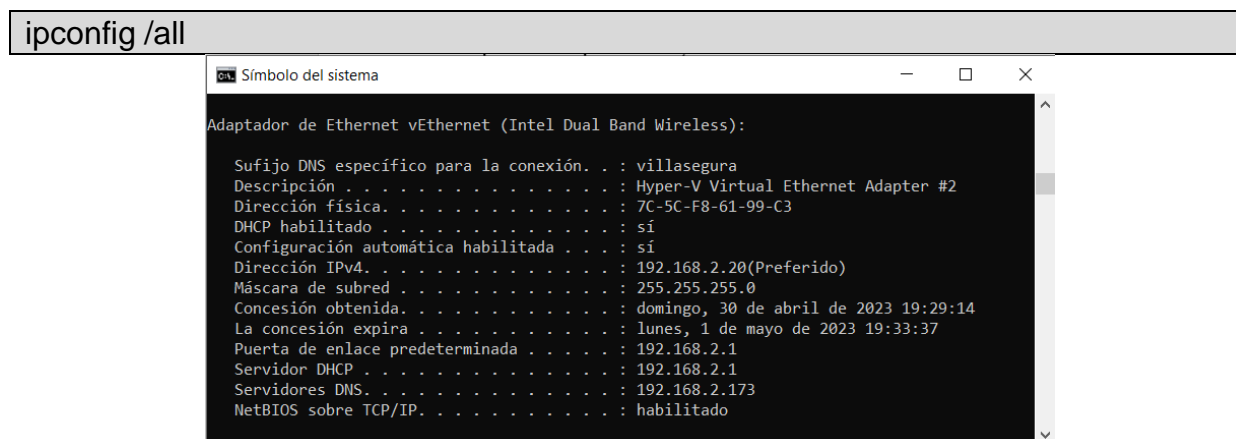 ipconfig /all
Símbolo del sistema
Adaptador de Ethernet vEthernet (Intel Dual Band Wireless):
Sufijo DNS específico para la conexión. . : villasegura
Descripción . . . . . . . . . . . . . . . : Hyper-V Virtual Ethernet Adapter #2
Dirección física. . . . . . . . . . . . . : 7C-5C-F8-61-99-C3
DHCP habilitado . . . . . . . . . . . . . : sí
Configuración automática habilitada . . . : sí
Dirección IPv4. . . . . . . . . . . . . . : 192.168.2.20(Preferido)
Máscara de subred . . . . . . . . . . . . : 255.255.255.0
Concesión obtenida. . . . . . . . . . . . : domingo, 30 de abril de 2023 19:29:14
La concesión expira . . . . . . . . . . . : lunes, 1 de mayo de 2023 19:33:37
Puerta de enlace predeterminada . . . . . : 192.168.2.1
Servidor DHCP . . . . . . . . . . . . . . : 192.168.2.1
Servidores DNS. . . . . . . . . . . . . . : 192.168.2.173
NetBIOS sobre TCP/IP. . . . . . . . . . . : habilitado